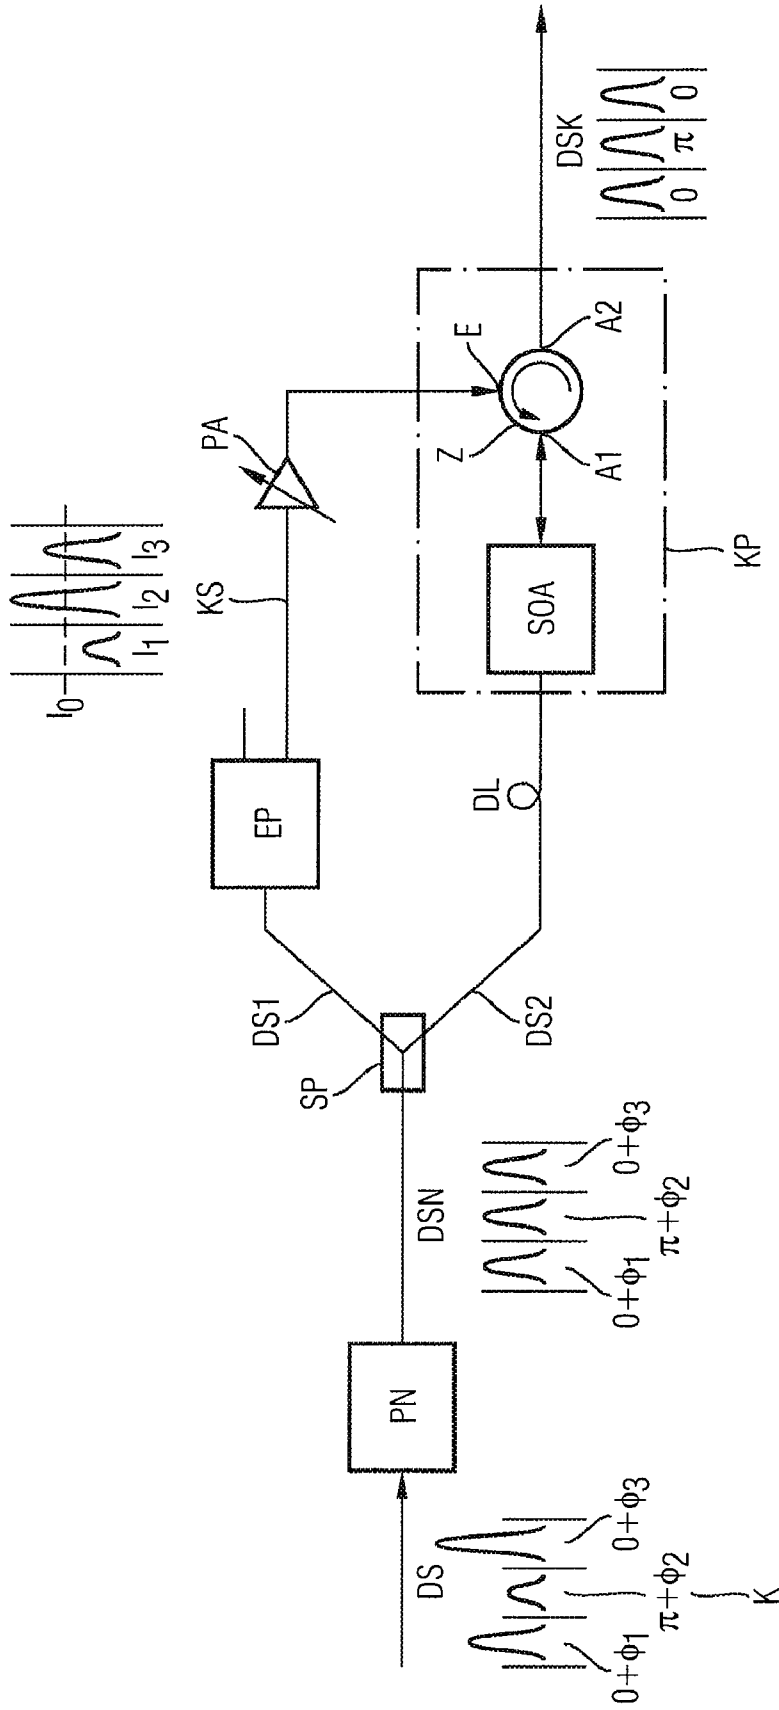 DS
0+ϕ1
π+ϕ2
0+ϕ3
K
PN
DSN
0+ϕ1
π+ϕ2
0+ϕ3
SP
DS1
DS2
EP
I0
I1
I2
I3
KS
PA
DL
SOA
Z
E
A1
A2
KP
DSK
0
π
0